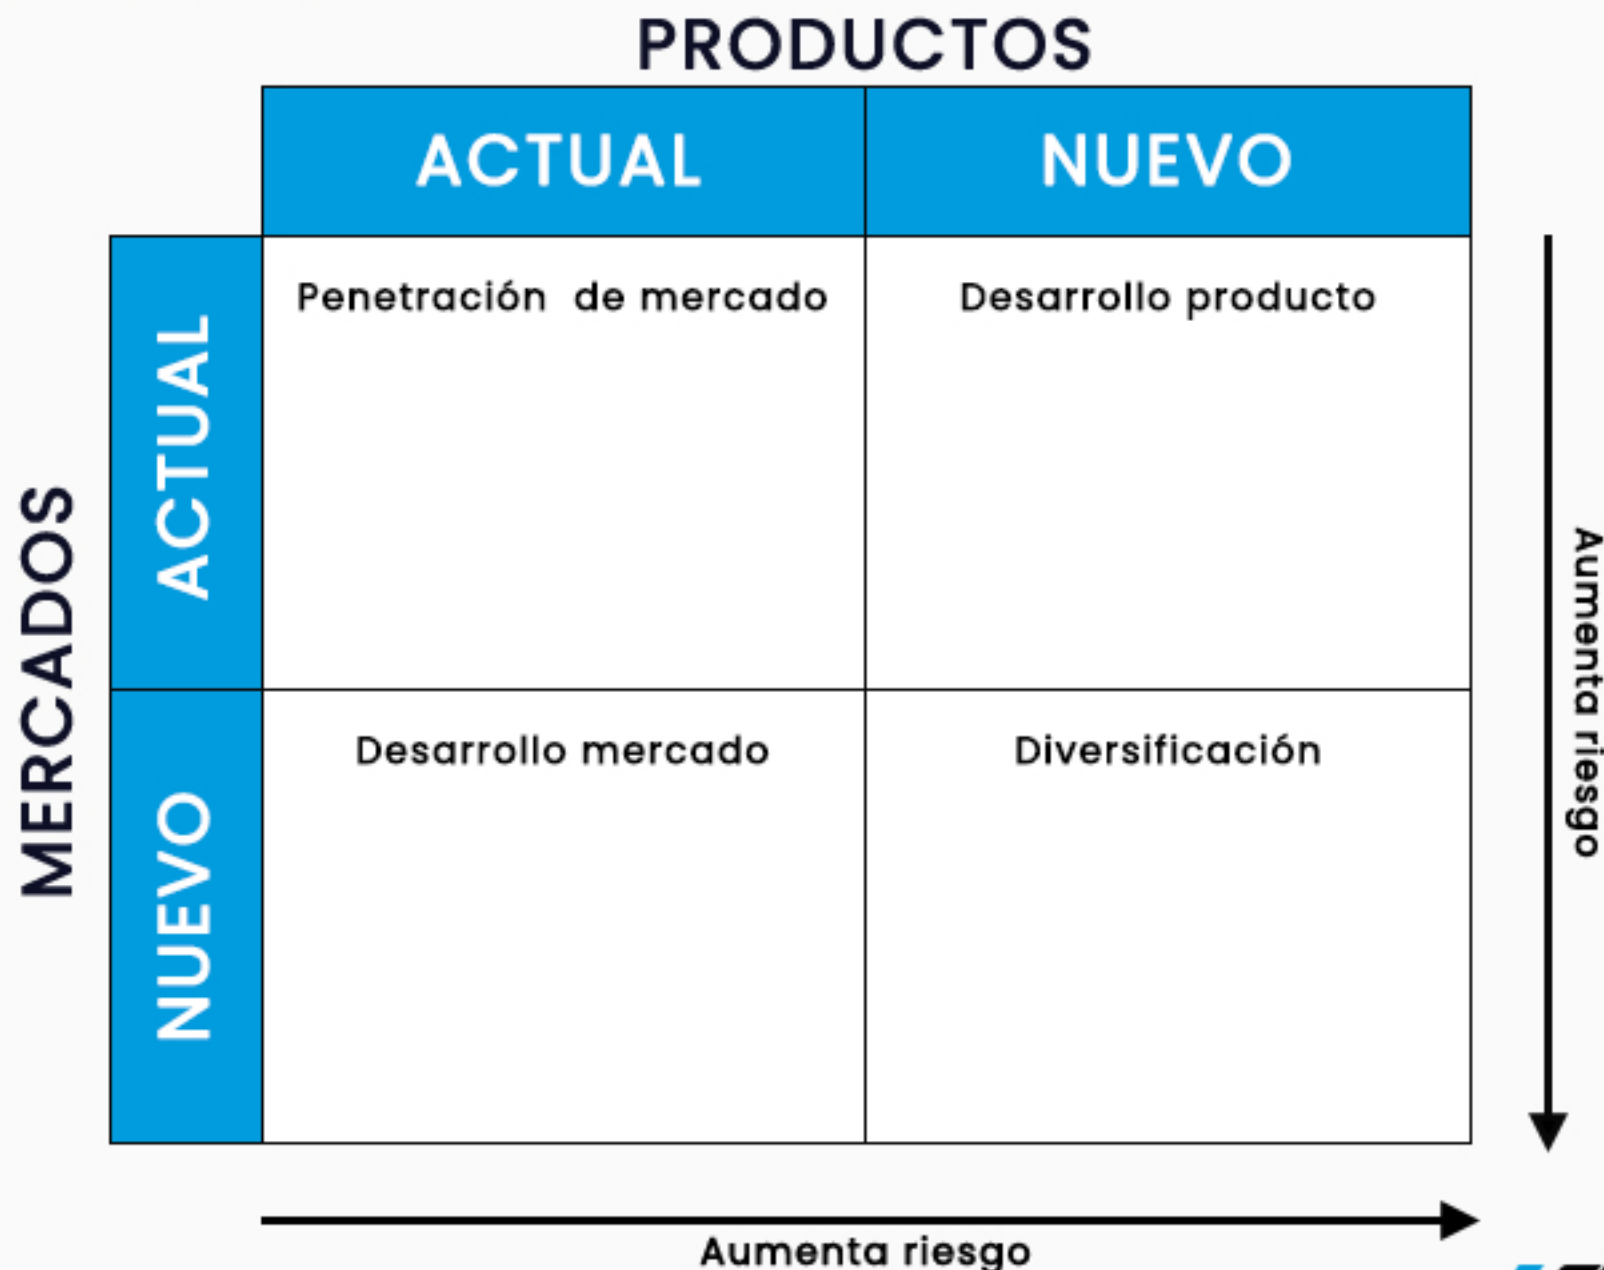 PRODUCTOS
ACTUAL
NUEVO
MERCADOS
ACTUAL
Penetración de mercado
Desarrollo producto
NUEVO
Desarrollo mercado
Diversificación
Aumenta riesgo
Aumenta riesgo